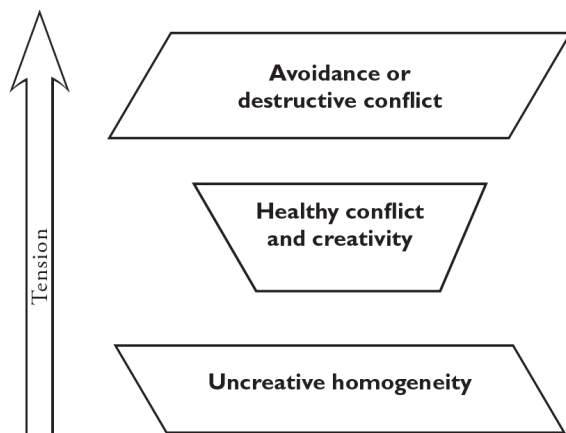 Avoidance or
destructive conflict
Healthy conflict
and creativity
Tension
Uncreative homogeneity